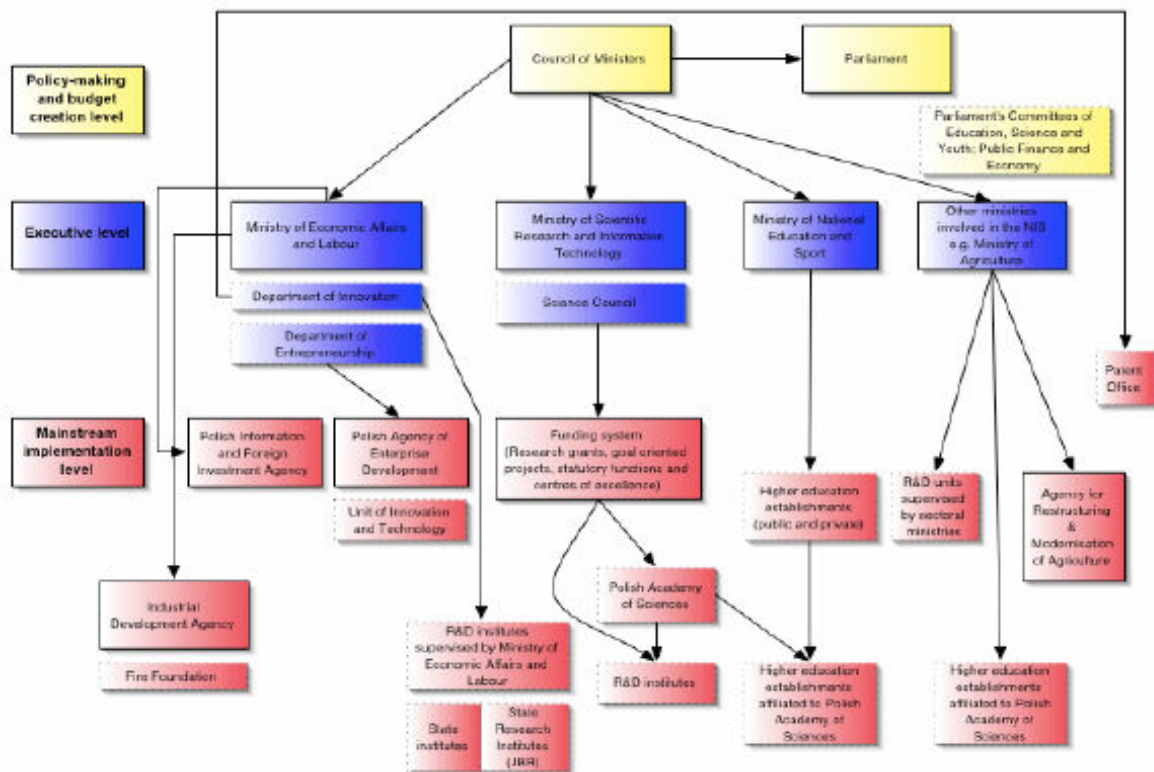 Council of Ministers
Parliament
Policy-making
and budget
creation level
Parliament's Committees of
Education, Science and
Youth; Public Finance and
Economy
Executive level
Ministry of Economic Affairs
and Labour
Ministry of Scientific
Research and Information
Technology
Ministry of National
Education and
Sport
Other ministries
involved in the NIS
e.g. Ministry of
Agriculture
Department of Innovation
Science Council
Department of
Entrepreneurship
Patent
Office
Mainstream
implementation
level
Polish Information
and Foreign
Investment Agency
Polish Agency of
Enterprise
Development
Funding system
(Research grants, goal oriented
projects, statutory functions and
centres of excellence)
Unit of Innovation
and Technology
Higher education
establishments
(public and private)
R&D units
supervised
by sectoral
ministries
Agency for
Restructuring
&
Modernisation
of Agriculture
Industrial
Development Agency
Fire Foundation
Polish Academy
of Sciences
R&D institutes
supervised by Ministry of
Economic Affairs and
Labour
R&D institutes
Higher education
establishments
affiliated to Polish
Academy of
Sciences
Higher education
establishments
affiliated to Polish
Academy of
Sciences
State
institutes
State
Research
Institutes
(JBR)